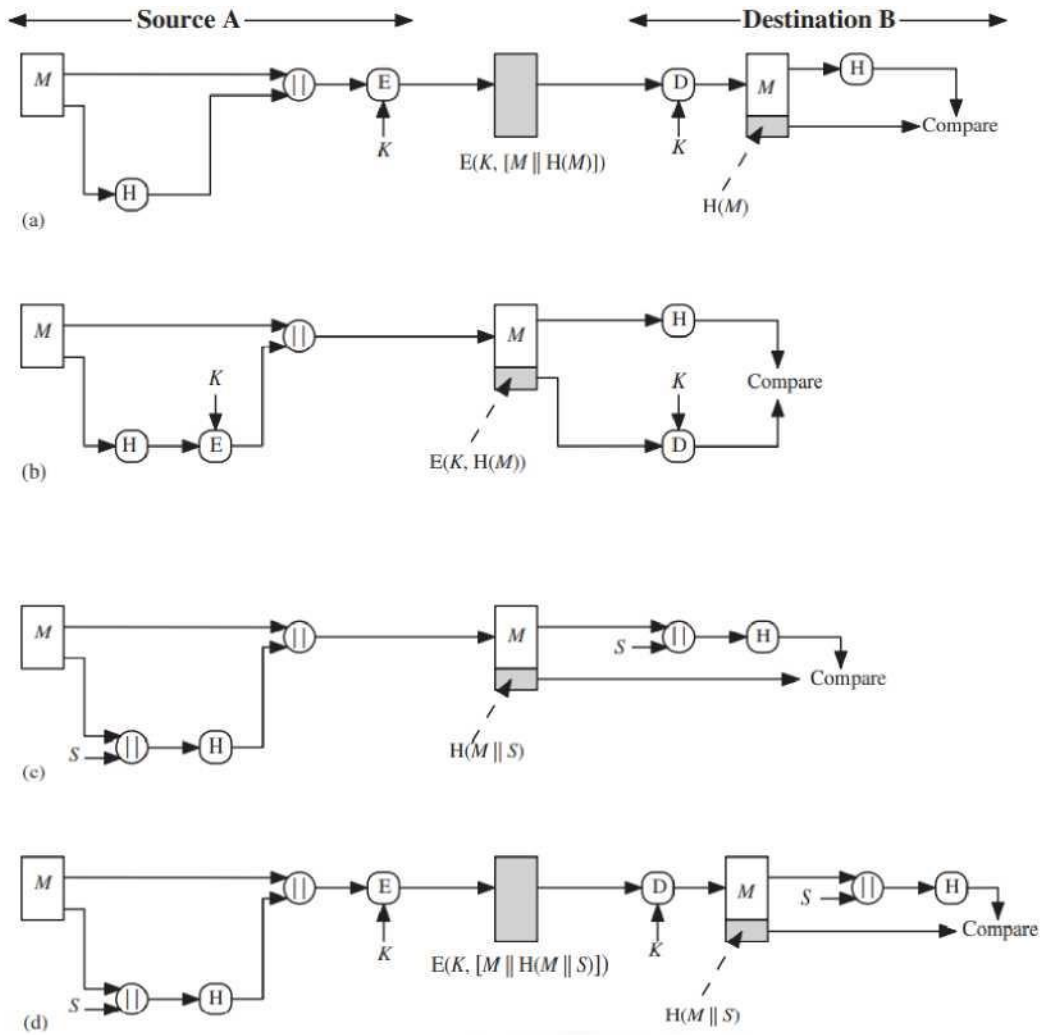 Source A Destination B
M || E D M H
K K Compare
E(K, [M || H(M)])
H H(M)
(a)
M || M H
K K Compare
H E D
E(K, H(M))
(b)
M || M S || H
Compare
S || H H(M || S)
(c)
M || E D M S || H
K K Compare
E(K, [M || H(M || S)])
S || H H(M || S)
(d)